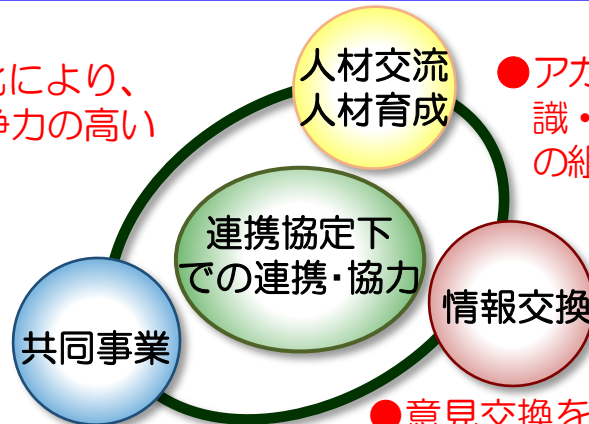 人材交流
人材育成
により、
争力の高い
●アカ
識・
の組
連携協定下
での連携・協力
情報交換
共同事業
●意見交換を